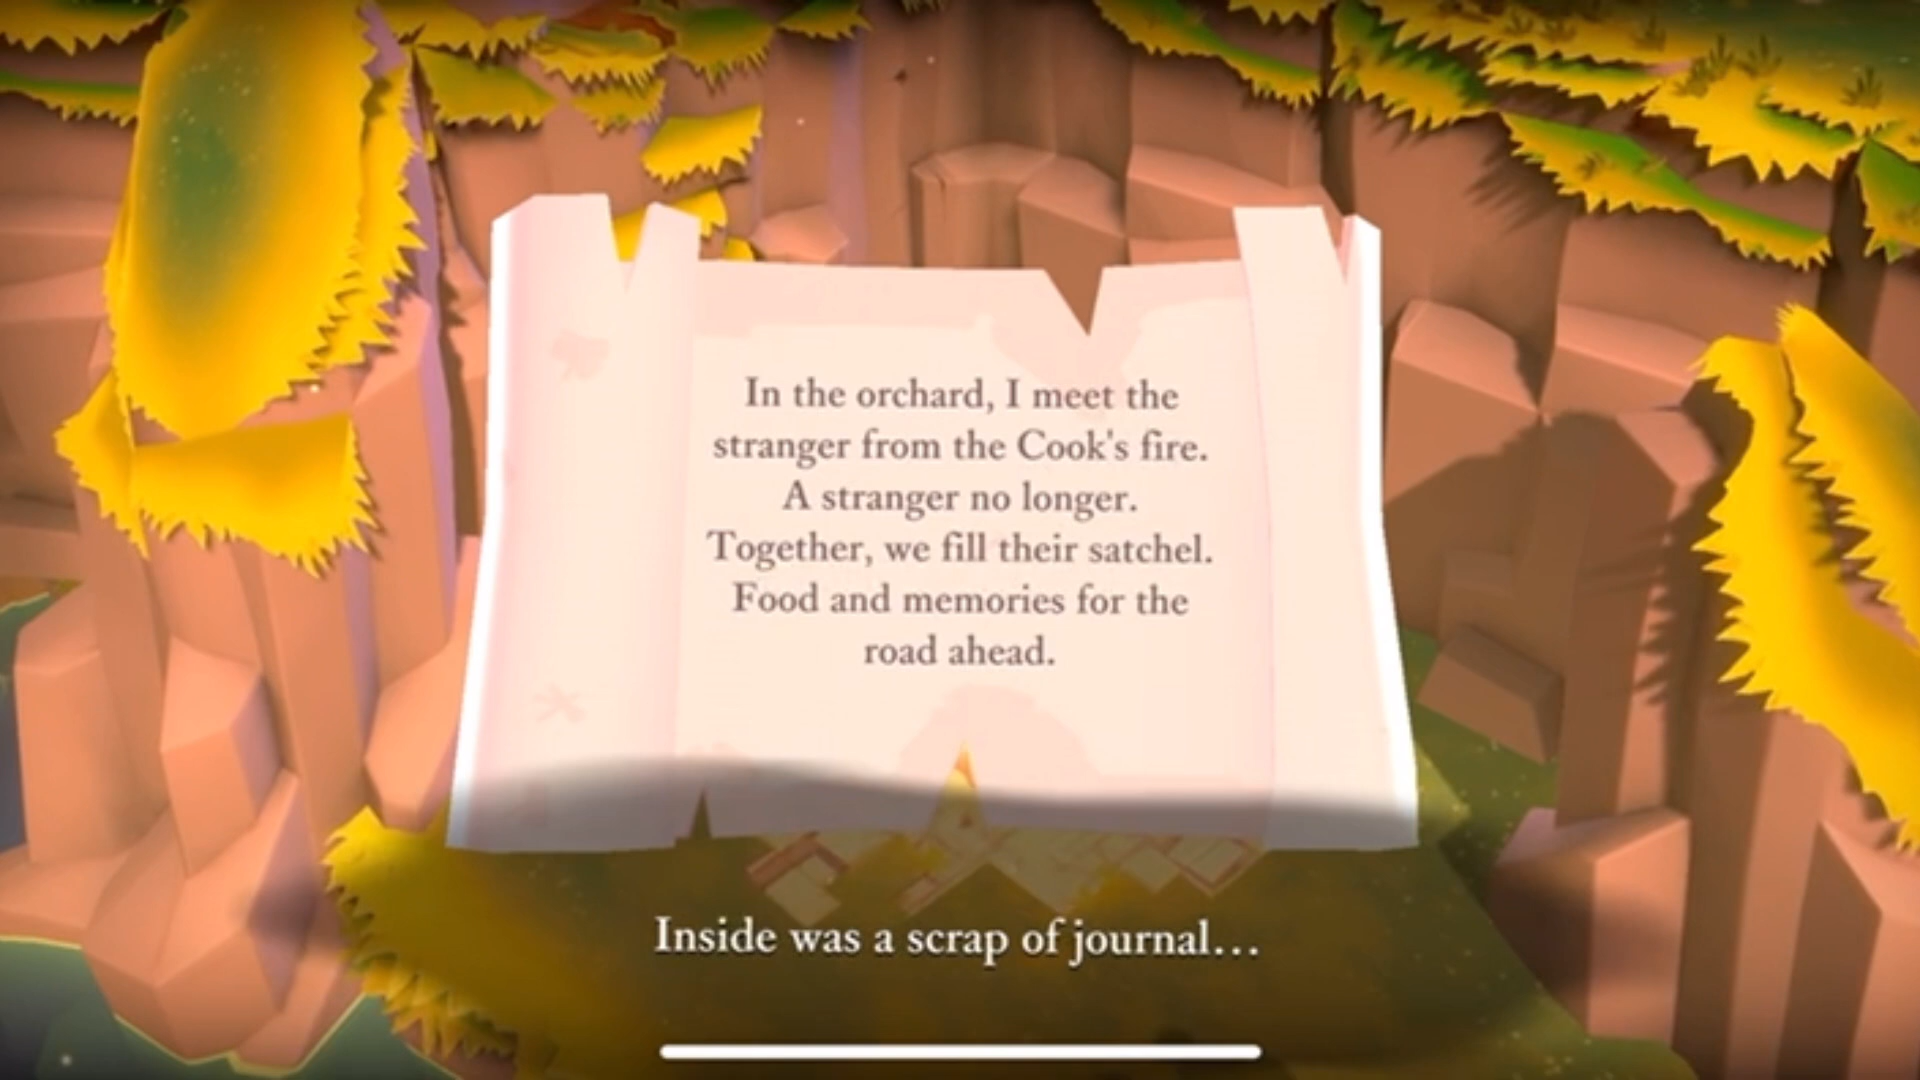 In the orchard, I meet the
stranger from the Cook's fire.
A stranger no longer.
Together, we fill their satchel.
Food and memories for the
road ahead.
Inside was a scrap of journal...